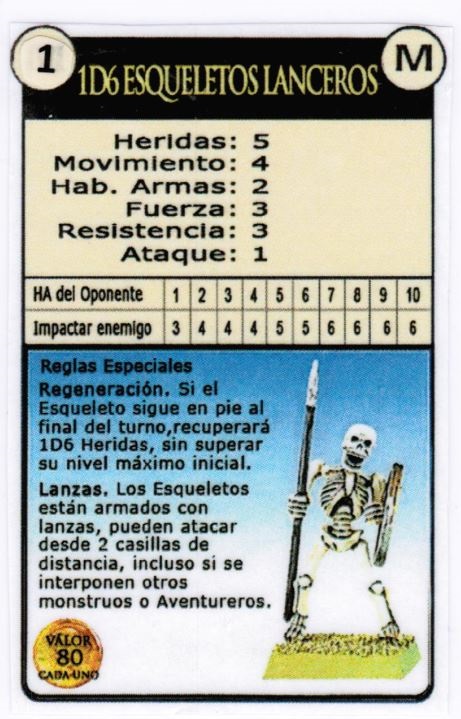 1
M
1D6 ESQUELETOS LANCEROS
Heridas: 5
Movimiento: 4
Hab. Armas: 2
Fuerza: 3
Resistencia: 3
Ataque: 1
HA del Oponente 1 2 3 4 5 6 7 8 9 10
Impactar enemigo 3 4 4 4 5 5 6 6 6 6
Reglas Especiales
Regeneración. Si el
Esqueleto sigue en pie al
final del turno,recuperará
1D6 Heridas, sin superar
su nivel máximo inicial.
Lanzas. Los Esqueletos
están armados con
lanzas, pueden atacar
desde 2 casillas de
distancia, incluso si se
interponen otros
monstruos o Aventureros.
VALOR
80
CADA UNO